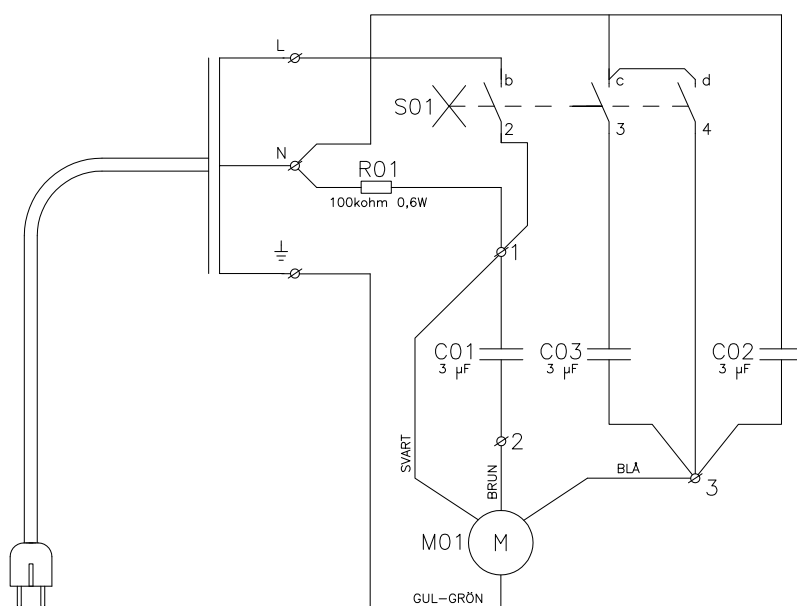 L
b
c
d
S01
2
3
4
N
R01
100kohm 0,6W
1
C01
3 µF
C03
3 µF
C02
3 µF
SVART
2
BRUN
BLÅ
3
M01
M
GUL-GRÖN